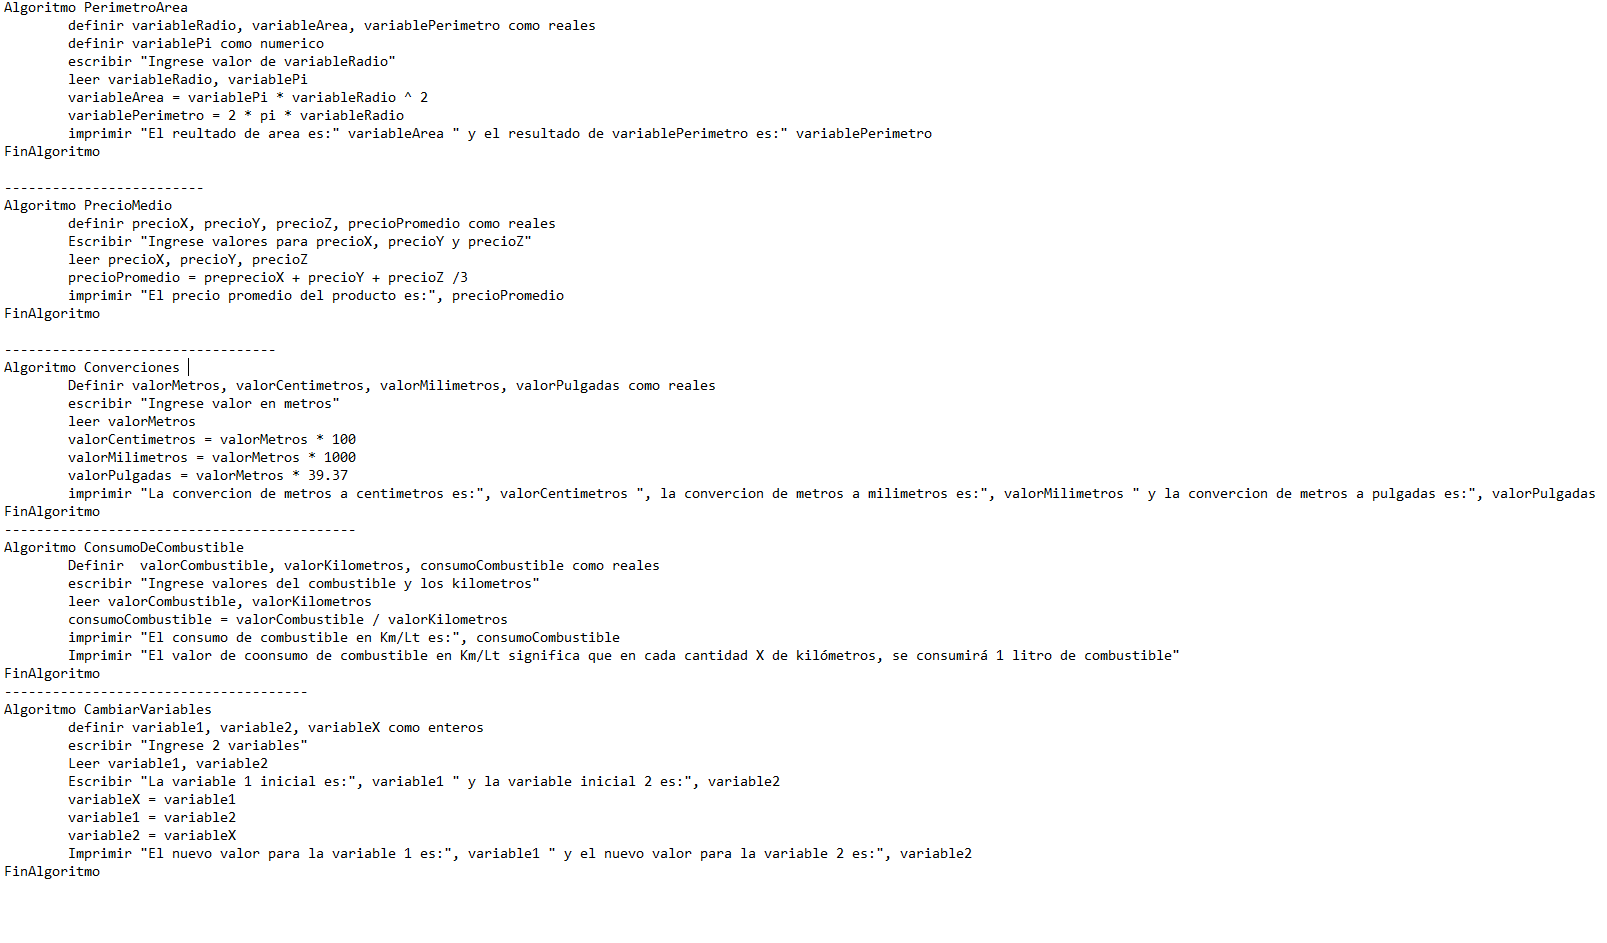 Algoritmo PerimetroArea
definir variableRadio, variableArea, variablePerimetro como reales
definir variablePi como numerico
escribir "Ingrese valor de variableRadio"
leer variableRadio, variablePi
variableArea = variablePi * variableRadio ^ 2
variablePerimetro = 2 * pi * variableRadio
imprimir "El reultado de area es:" variableArea " y el resultado de variablePerimetro es:" variablePerimetro
FinAlgoritmo
-------------------------
Algoritmo PrecioMedio
definir precioX, precioY, precioZ, precioPromedio como reales
Escribir "Ingrese valores para precioX, precioY y precioZ"
leer precioX, precioY, precioZ
precioPromedio = preprecioX + precioY + precioZ /3
imprimir "El precio promedio del producto es:", precioPromedio
FinAlgoritmo
----------------------------------
Algoritmo Converciones
Definir valorMetros, valorCentimetros, valorMilimetros, valorPulgadas como reales
escribir "Ingrese valor en metros"
leer valorMetros
valorCentimetros = valorMetros * 100
valorMilimetros = valorMetros * 1000
valorPulgadas = valorMetros * 39.37
imprimir "La convercion de metros a centimetros es:", valorCentimetros ", la convercion de metros a milimetros es:", valorMilimetros " y la convercion de metros a pulgadas es:", valorPulgadas
FinAlgoritmo
--------------------------------------------
Algoritmo ConsumoDeCombustible
Definir  valorCombustible, valorKilometros, consumoCombustible como reales
escribir "Ingrese valores del combustible y los kilometros"
leer valorCombustible, valorKilometros
consumoCombustible = valorCombustible / valorKilometros
imprimir "El consumo de combustible en Km/Lt es:", consumoCombustible
Imprimir "El valor de coonsumo de combustible en Km/Lt significa que en cada cantidad X de kilómetros, se consumirá 1 litro de combustible"
FinAlgoritmo
--------------------------------------
Algoritmo CambiarVariables
definir variable1, variable2, variableX como enteros
escribir "Ingrese 2 variables"
Leer variable1, variable2
Escribir "La variable 1 inicial es:", variable1 " y la variable inicial 2 es:", variable2
variableX = variable1
variable1 = variable2
variable2 = variableX
Imprimir "El nuevo valor para la variable 1 es:", variable1 " y el nuevo valor para la variable 2 es:", variable2
FinAlgoritmo